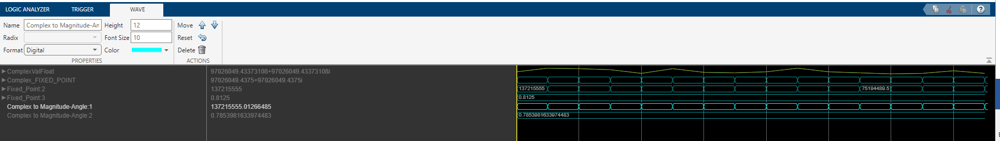 LOGIC ANALYZER TRIGGER WAVE
Name Complex to Magnitude-An Height 12 Move
Radix Font Size 10 Reset
Format Digital Color Delete
PROPERTIES ACTIONS
ComplexValFloat 97026049.43373108+97026049.43373108i
Complex_FIXED_POINT 97026049.4375+97026049.4375i
Fixed_Point:2 137215555 137215555 75194489.5
Fixed_Point:3 0.8125 0.8125
Complex to Magnitude-Angle:1 137215555.01266485
Complex to Magnitude-Angle:2 0.7853981633974483 0.7853981633974483